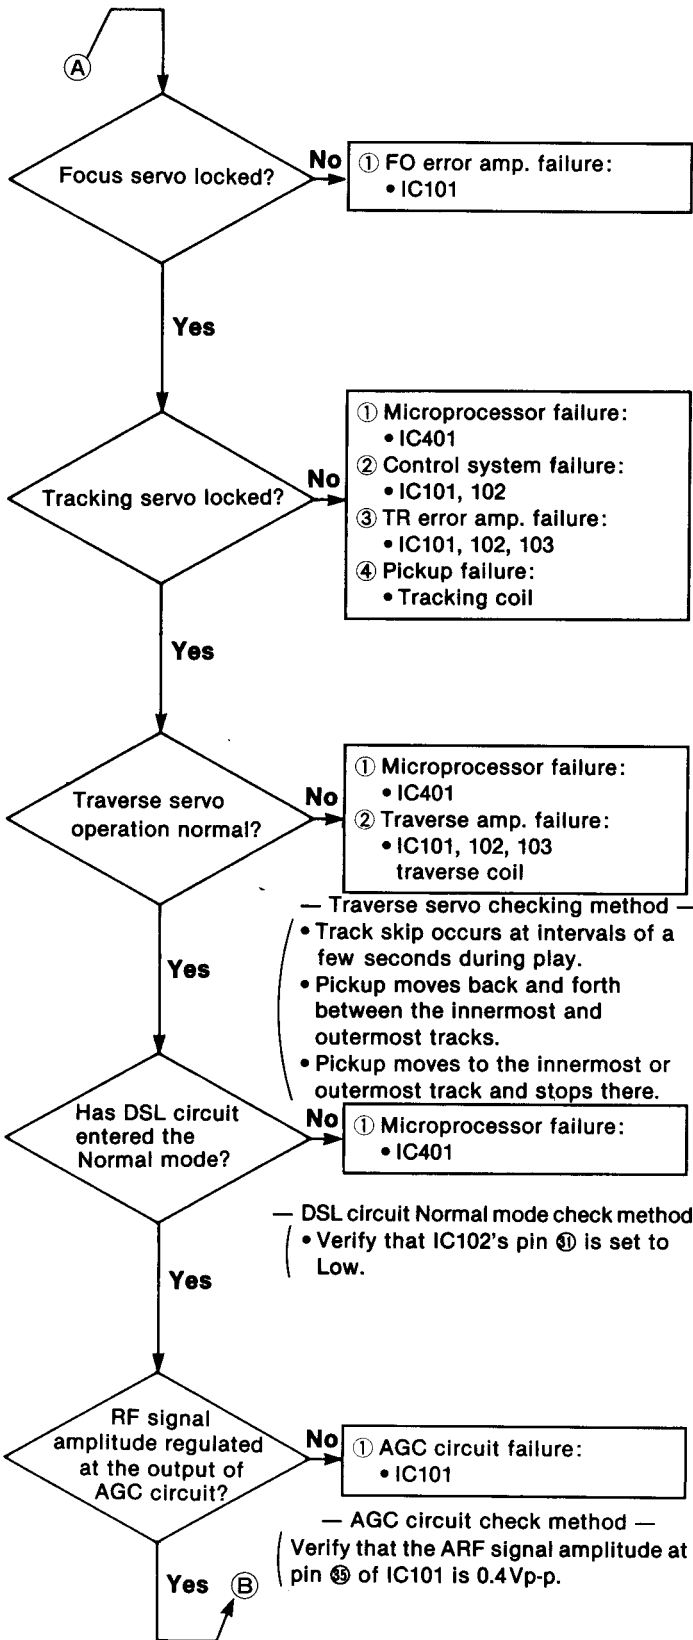 Ⓐ
Focus servo locked?
No
① FO error amp. failure:
• IC101
Yes
Tracking servo locked?
No
① Microprocessor failure:
• IC401
② Control system failure:
• IC101, 102
③ TR error amp. failure:
• IC101, 102, 103
④ Pickup failure:
• Tracking coil
Yes
Traverse servo
operation normal?
No
① Microprocessor failure:
• IC401
② Traverse amp. failure:
• IC101, 102, 103
traverse coil
— Traverse servo checking method —
• Track skip occurs at intervals of a
few seconds during play.
• Pickup moves back and forth
between the innermost and
outermost tracks.
• Pickup moves to the innermost or
outermost track and stops there.
Yes
Has DSL circuit
entered the
Normal mode?
No
① Microprocessor failure:
• IC401
— DSL circuit Normal mode check method
• Verify that IC102's pin ㉛ is set to
Low.
Yes
RF signal
amplitude regulated
at the output of
AGC circuit?
No
① AGC circuit failure:
• IC101
— AGC circuit check method —
Verify that the ARF signal amplitude at
pin ㉟ of IC101 is 0.4Vp-p.
Yes
Ⓑ